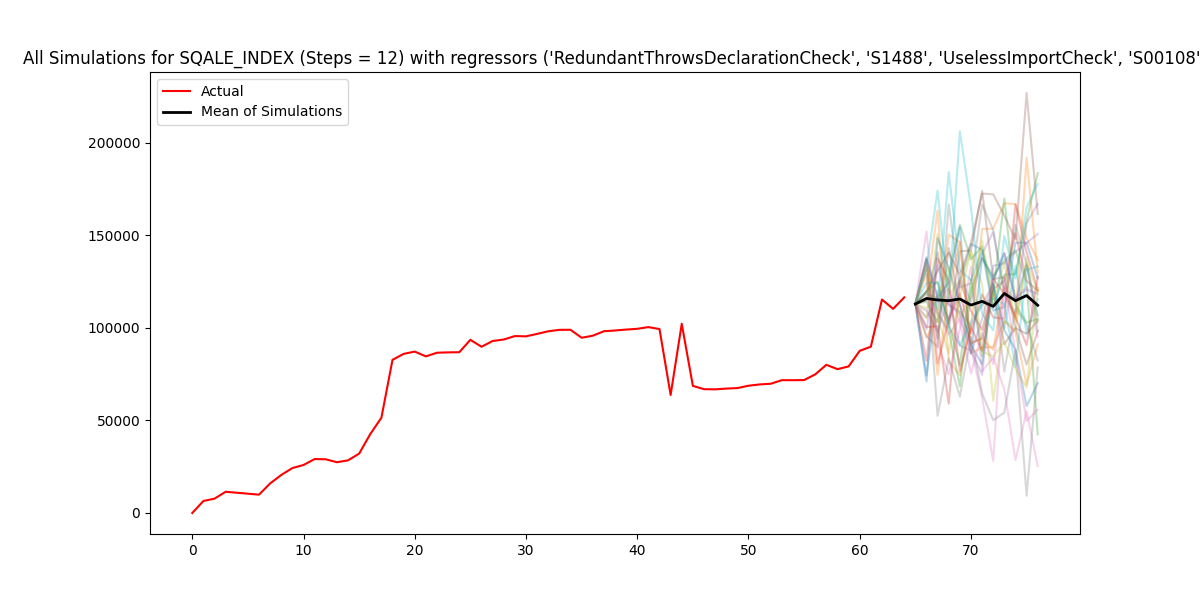 All Simulations for SQALE_INDEX (Steps = 12) with regressors ('RedundantThrowsDeclarationCheck', 'S1488', 'UselessImportCheck', 'S00108'
Actual
Mean of Simulations
200000
150000
100000
50000
0
0 10 20 30 40 50 60 70